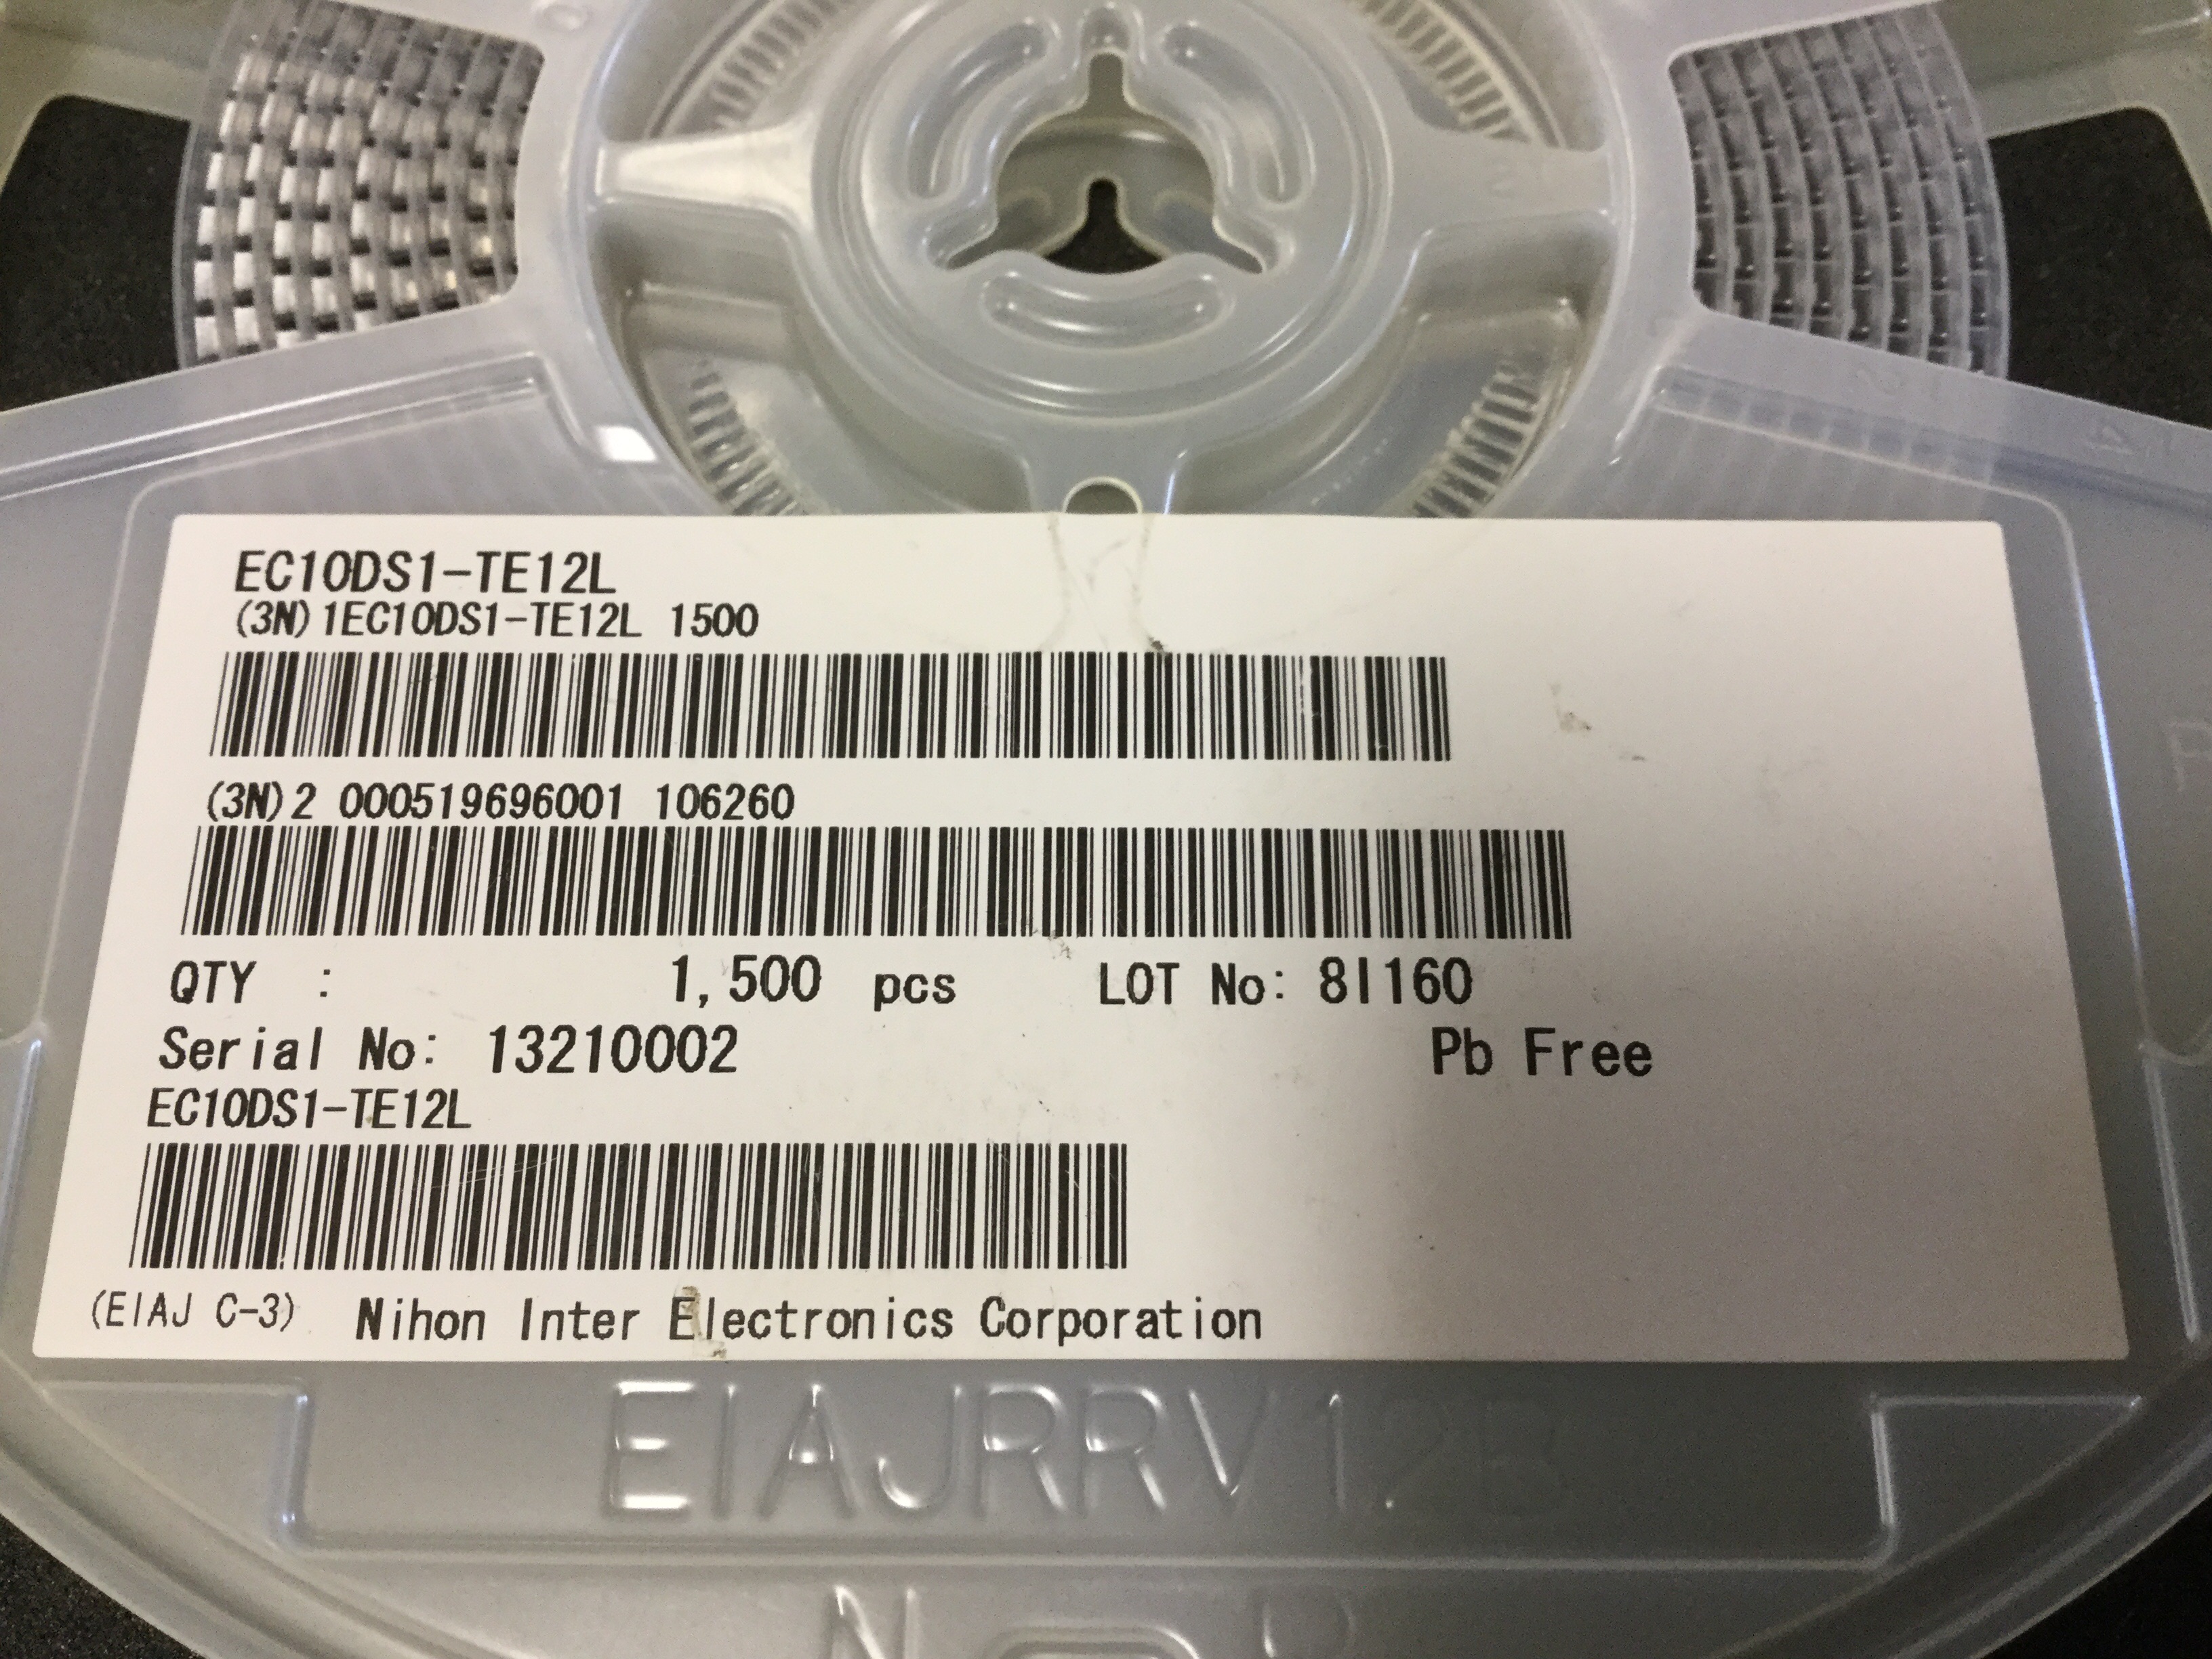 EC10DS1-TE12L
(3N)1EC10DS1-TE12L 1500
(3N)2 000519696001 106260
QTY : 1,500 pcs LOT No: 8I160
Serial No: 13210002 Pb Free
EC10DS1-TE12L
(EIAJ C-3) Nihon Inter Electronics Corporation
EIAJRRV12B